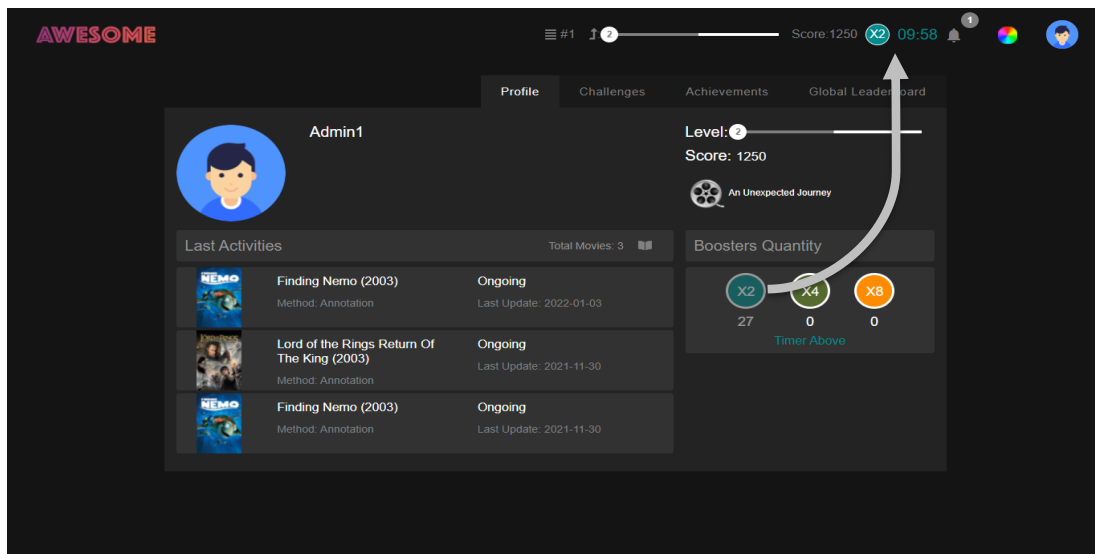 AWESOME
#1 2 Score:1250 X2 09:58 1
Profile Challenges Achievements Global Leaderboard
Admin1
Level: 2
Score: 1250
An Unexpected Journey
Last Activities Total Movies: 3
Boosters Quantity
Finding Nemo (2003) Ongoing
Method: Annotation Last Update: 2022-01-03
NEMO
X2 X4 X8
27 0 0
Timer Above
Lord of the Rings Return Of Ongoing
The King (2003)
Last Update: 2021-11-30
Method: Annotation
Finding Nemo (2003) Ongoing
Method: Annotation Last Update: 2021-11-30
NEMO